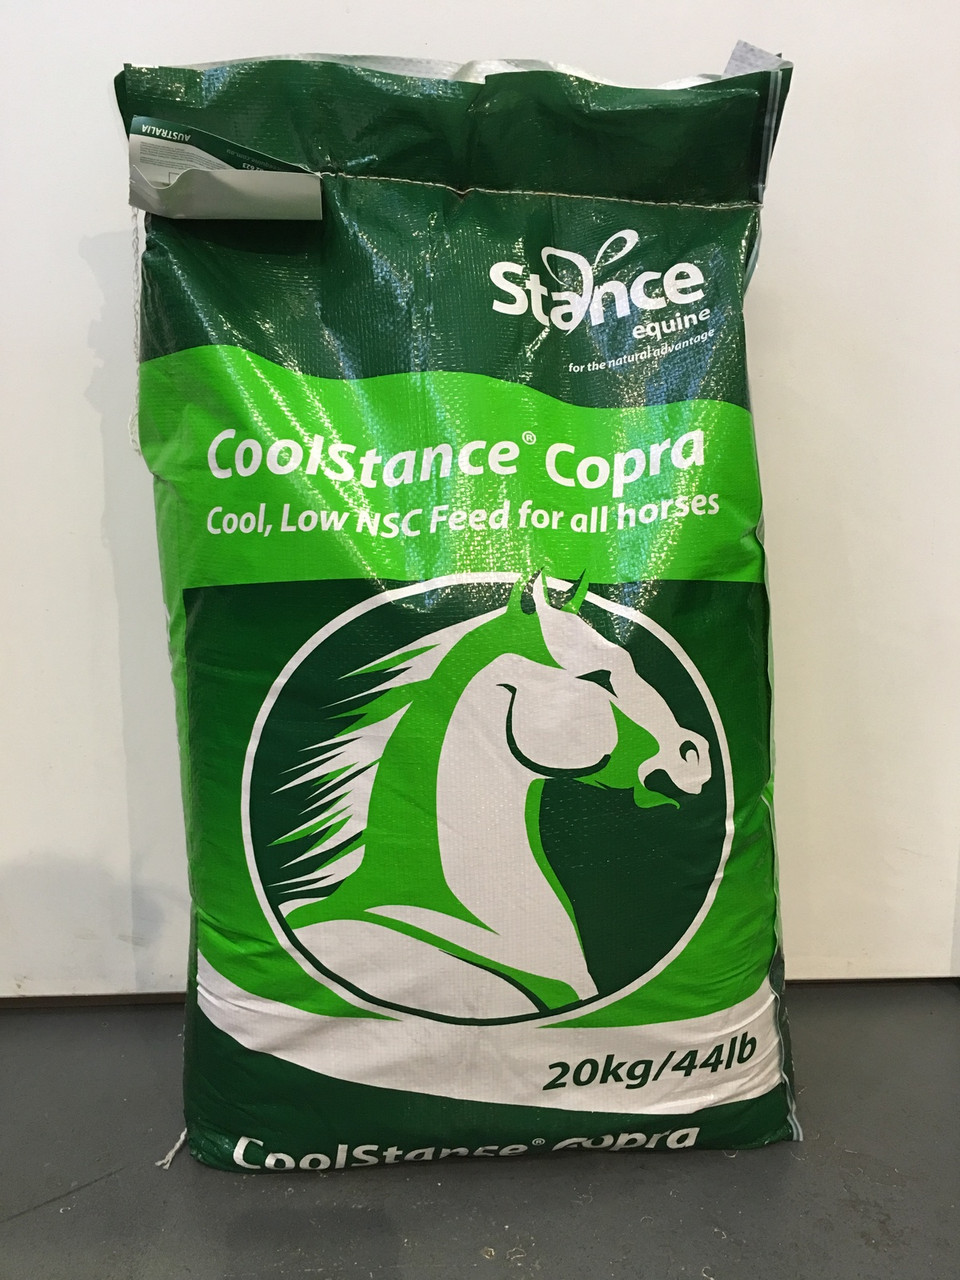 AUSTRALIA
Stance
equine
for the natural advantage
CoolStance® Copra
Cool, Low NSC Feed for all horses
20kg/44lb
CoolStance® Copra